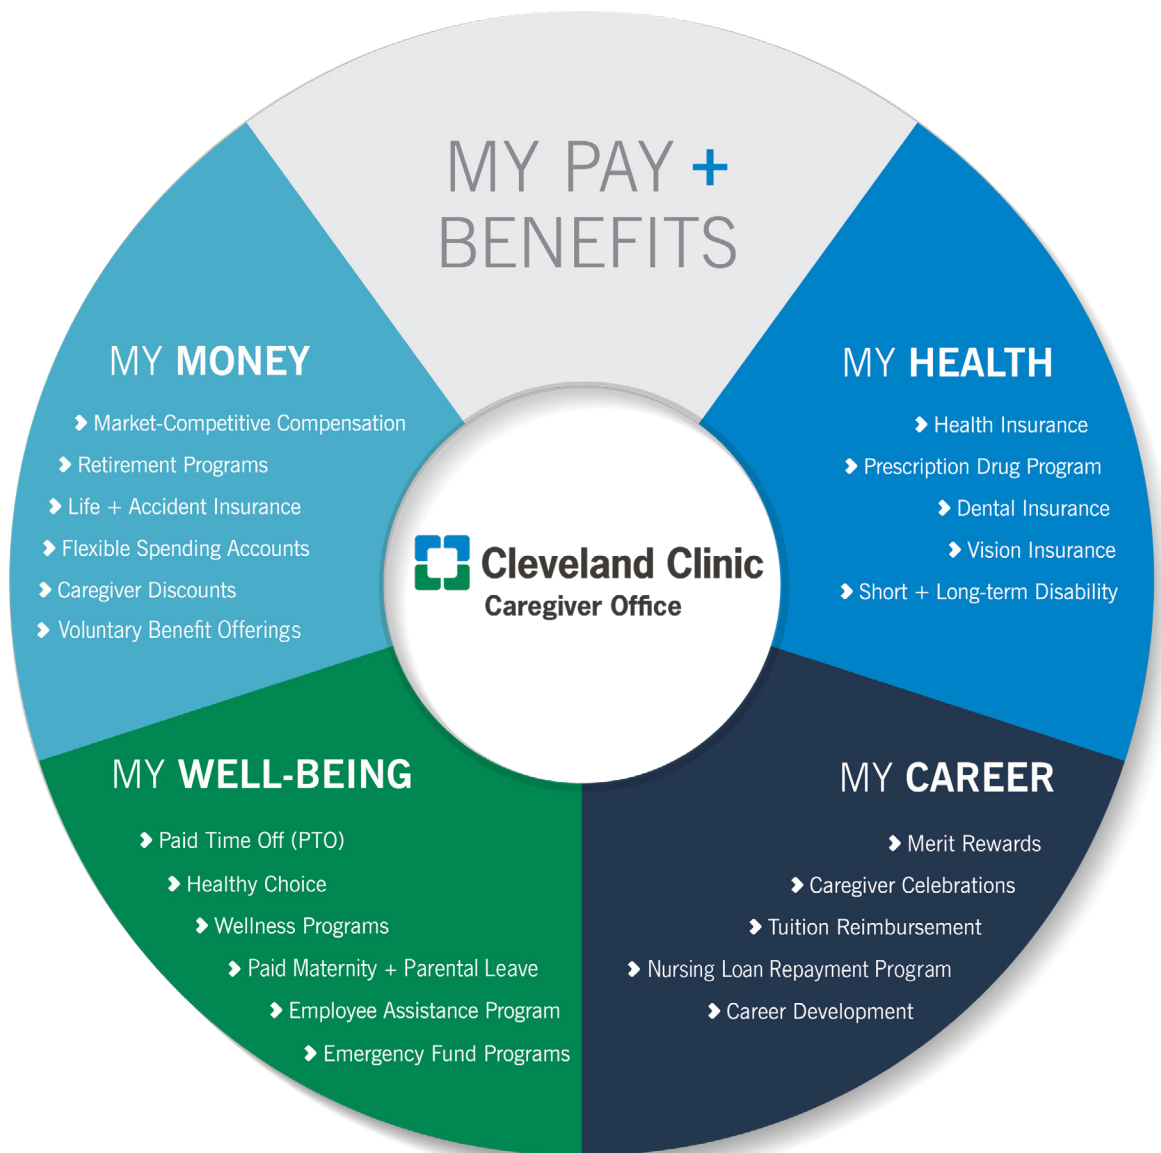 MY PAY +
BENEFITS
MY MONEY
Market-Competitive Compensation
Retirement Programs
Life + Accident Insurance
Flexible Spending Accounts
Caregiver Discounts
Voluntary Benefit Offerings
MY HEALTH
Health Insurance
Prescription Drug Program
Dental Insurance
Vision Insurance
Short + Long-term Disability
Cleveland Clinic
Caregiver Office
MY WELL-BEING
Paid Time Off (PTO)
Healthy Choice
Wellness Programs
Paid Maternity + Parental Leave
Employee Assistance Program
Emergency Fund Programs
MY CAREER
Merit Rewards
Caregiver Celebrations
Tuition Reimbursement
Nursing Loan Repayment Program
Career Development